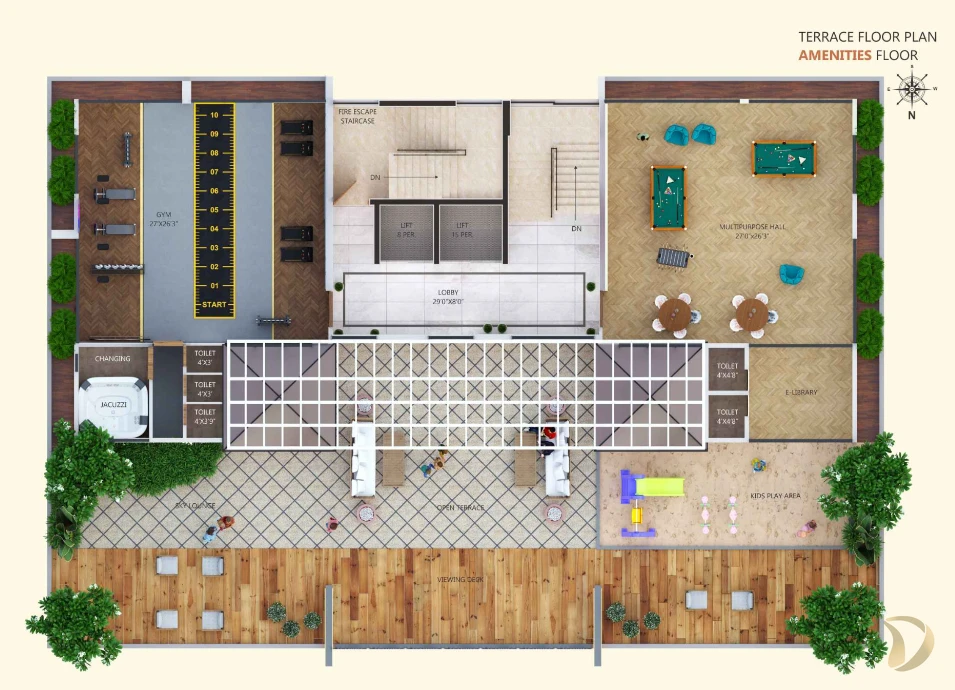 TERRACE FLOOR PLAN
AMENITIES FLOOR
S
E W
N
FIRE ESCAPE
STAIRCASE
DN
DN
GYM
27'X26'3"
10
09
08
07
06
05
04
03
02
01
START
LIFT
8 PER.
LIFT
15 PER.
LOBBY
29'0"X8'0"
MULTIPURPOSE HALL
27'0"X26'3"
CHANGING
JACUZZI
TOILET
4'X3'
TOILET
4'X3'
TOILET
4'X3'9"
TOILET
4'X4'8"
TOILET
4'X4'8"
E-LIBRARY
SKY LOUNGE
OPEN TERRACE
KIDS PLAY AREA
VIEWING DECK